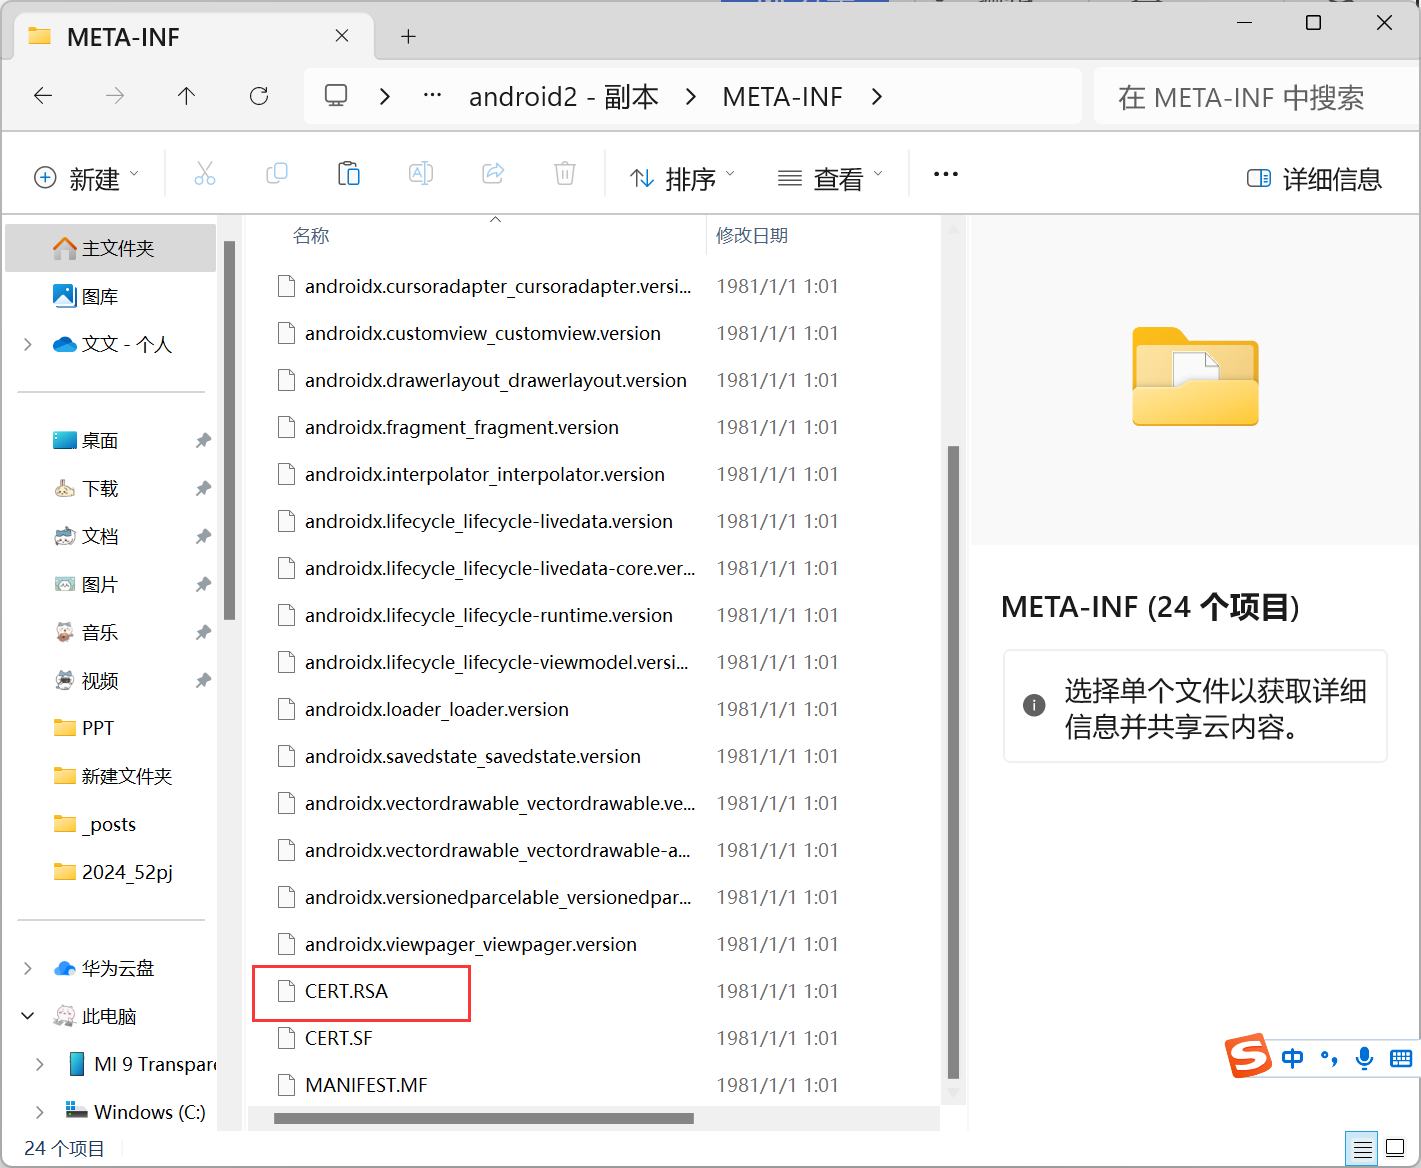 META-INF
android2 - 副本
META-INF
在 META-INF 中搜索
新建
排序
查看
详细信息
主文件夹
图库
文文 - 个人
桌面
下载
文档
图片
音乐
视频
PPT
新建文件夹
_posts
2024_52pj
华为云盘
此电脑
MI 9 Transpare
Windows (C:)
名称 修改日期
androidx.cursoradapter_cursoradapter.versi... 1981/1/1 1:01
androidx.customview_customview.version 1981/1/1 1:01
androidx.drawerlayout_drawerlayout.version 1981/1/1 1:01
androidx.fragment_fragment.version 1981/1/1 1:01
androidx.interpolator_interpolator.version 1981/1/1 1:01
androidx.lifecycle_lifecycle-livedata.version 1981/1/1 1:01
androidx.lifecycle_lifecycle-livedata-core.ver... 1981/1/1 1:01
androidx.lifecycle_lifecycle-runtime.version 1981/1/1 1:01
androidx.lifecycle_lifecycle-viewmodel.versi... 1981/1/1 1:01
androidx.loader_loader.version 1981/1/1 1:01
androidx.savedstate_savedstate.version 1981/1/1 1:01
androidx.vectordrawable_vectordrawable.ve... 1981/1/1 1:01
androidx.vectordrawable_vectordrawable-a... 1981/1/1 1:01
androidx.versionedparcelable_versionedpar... 1981/1/1 1:01
androidx.viewpager_viewpager.version 1981/1/1 1:01
CERT.RSA 1981/1/1 1:01
CERT.SF 1981/1/1 1:01
MANIFEST.MF 1981/1/1 1:01
META-INF (24 个项目)
选择单个文件以获取详细
信息并共享云内容。
中
24 个项目